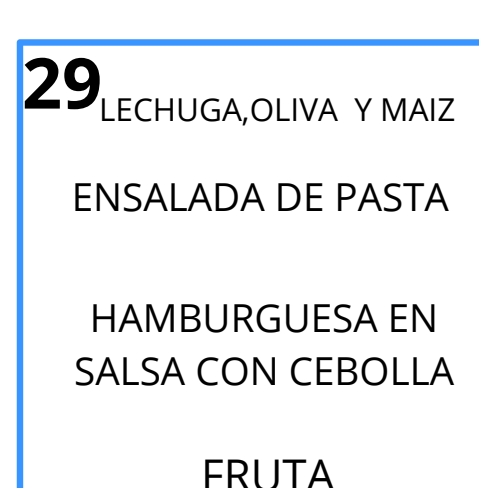 29
LECHUGA,OLIVA Y MAIZ
ENSALADA DE PASTA
HAMBURGUESA EN
SALSA CON CEBOLLA
FRUTA